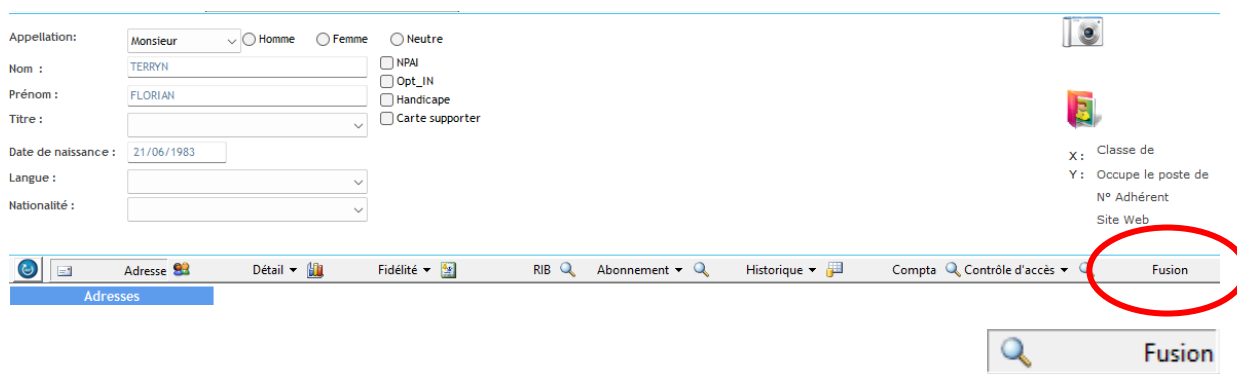 Appellation: Monsieur Homme Femme Neutre
Nom : TERRYN NPAI
Opt_IN
Prénom : FLORIAN Handicape
Titre : Carte supporter
Date de naissance : 21/06/1983 X : Classe de
Langue : Y : Occupe le poste de
N° Adhérent
Nationalité :
Site Web
Adresse Détail Fidélité RIB Abonnement Historique Compta Contrôle d'accès Fusion
Adresses
Fusion